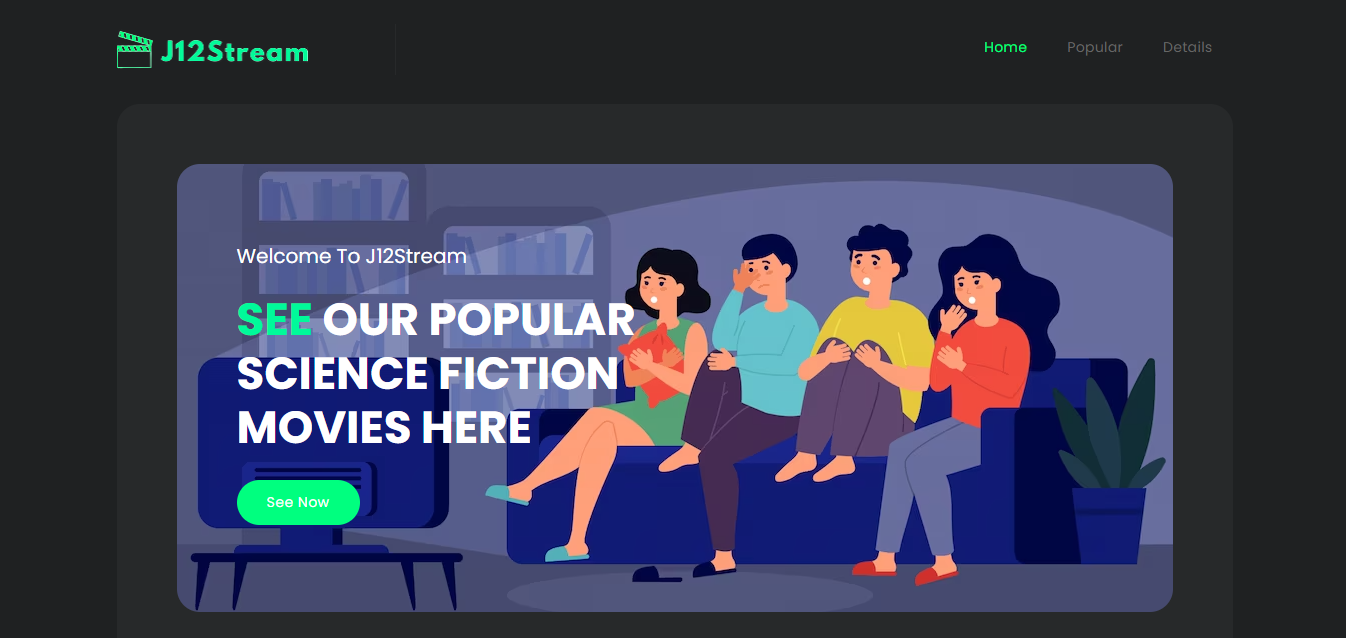 J12Stream
Home Popular Details
Welcome To J12Stream
SEE OUR POPULAR
SCIENCE FICTION
MOVIES HERE
See Now